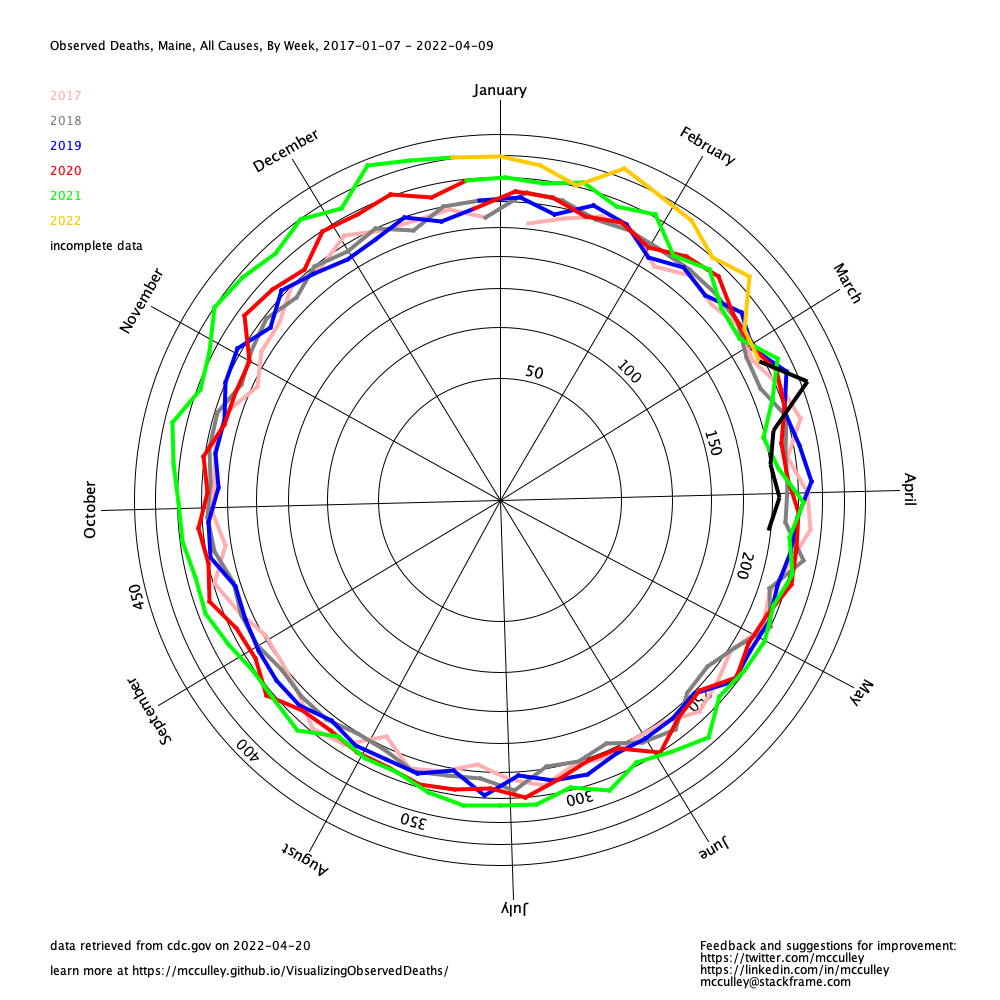 Observed Deaths, Maine, All Causes, By Week, 2017-01-07 - 2022-04-09
2017
2018
2019
2020
2021
2022
incomplete data
January
February
March
April
May
June
July
August
September
October
November
December
50
100
150
200
250
300
350
400
450
data retrieved from cdc.gov on 2022-04-20
learn more at https://mcculley.github.io/VisualizingObservedDeaths/
Feedback and suggestions for improvement:
https://twitter.com/mcculley
https://linkedin.com/in/mcculley
mcculley@stackframe.com